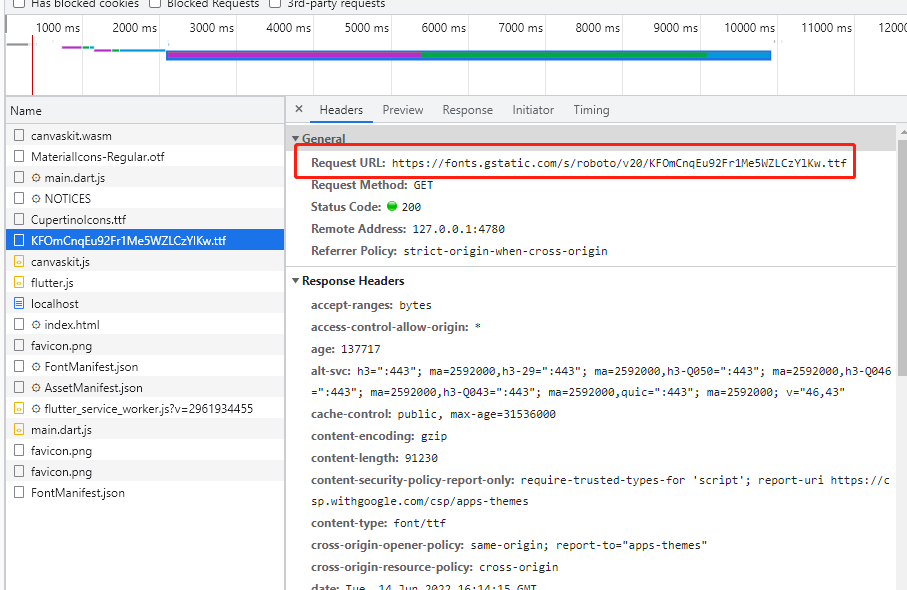 Has blocked cookies Blocked Requests 3rd-party requests
1000 ms 2000 ms 3000 ms 4000 ms 5000 ms 6000 ms 7000 ms 8000 ms 9000 ms 10000 ms 11000 ms 12000
Name
canvaskit.wasm
MaterialIcons-Regular.otf
main.dart.js
NOTICES
CupertinoIcons.ttf
KFOmCnqEu92Fr1Me5WZLCzYlKw.ttf
canvaskit.js
flutter.js
localhost
index.html
favicon.png
FontManifest.json
AssetManifest.json
flutter_service_worker.js?v=2961934455
main.dart.js
favicon.png
favicon.png
FontManifest.json
× Headers Preview Response Initiator Timing
General
Request URL: https://fonts.gstatic.com/s/roboto/v20/KFOmCnqEu92Fr1Me5WZLCzYlKw.ttf
Request Method: GET
Status Code: 200
Remote Address: 127.0.0.1:4780
Referrer Policy: strict-origin-when-cross-origin
Response Headers
accept-ranges: bytes
access-control-allow-origin: *
age: 137717
alt-svc: h3=":443"; ma=2592000,h3-29=":443"; ma=2592000,h3-Q050=":443"; ma=2592000,h3-Q046
=":443"; ma=2592000,h3-Q043=":443"; ma=2592000,quic=":443"; ma=2592000; v="46,43"
cache-control: public, max-age=31536000
content-encoding: gzip
content-length: 91230
content-security-policy-report-only: require-trusted-types-for 'script'; report-uri https://c
sp.withgoogle.com/csp/apps-themes
content-type: font/ttf
cross-origin-opener-policy: same-origin; report-to="apps-themes"
cross-origin-resource-policy: cross-origin
date: Tue, 14 Jun 2022 16:14:15 GMT